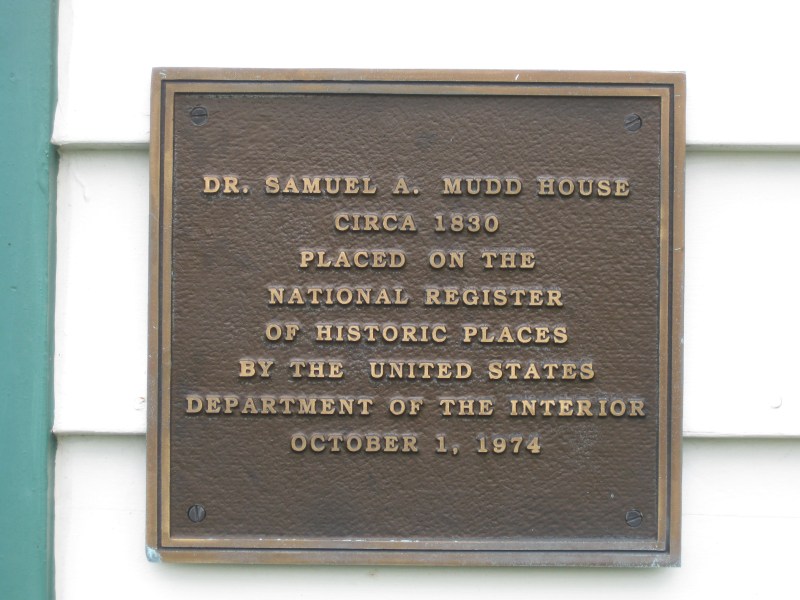 DR. SAMUEL A. MUDD HOUSE
CIRCA 1830
PLACED ON THE
NATIONAL REGISTER
OF HISTORIC PLACES
BY THE UNITED STATES
DEPARTMENT OF THE INTERIOR
OCTOBER 1, 1974